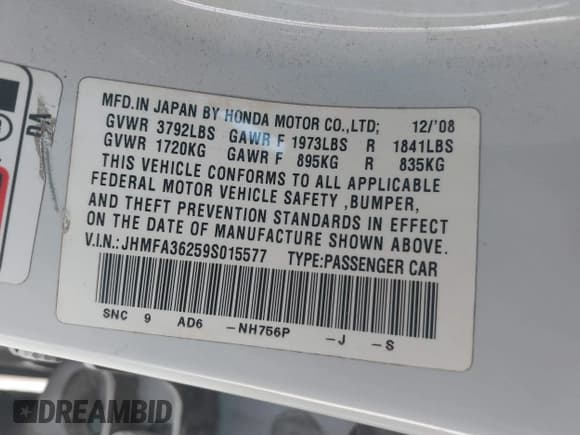 MFD.IN JAPAN BY HONDA MOTOR CO.,LTD; 12/'08
GVWR 3792LBS GAWR F 1973LBS R 1841LBS
GVWR 1720KG GAWR F 895KG R 835KG
THIS VEHICLE CONFORMS TO ALL APPLICABLE
FEDERAL MOTOR VEHICLE SAFETY ,BUMPER,
AND THEFT PREVENTION STANDARDS IN EFFECT
ON THE DATE OF MANUFACTURE SHOWN ABOVE.
V.I.N.:JHMFA36259S015577 TYPE:PASSENGER CAR
SNC 9 AD6 -NH756P -J -S
DREAMBID